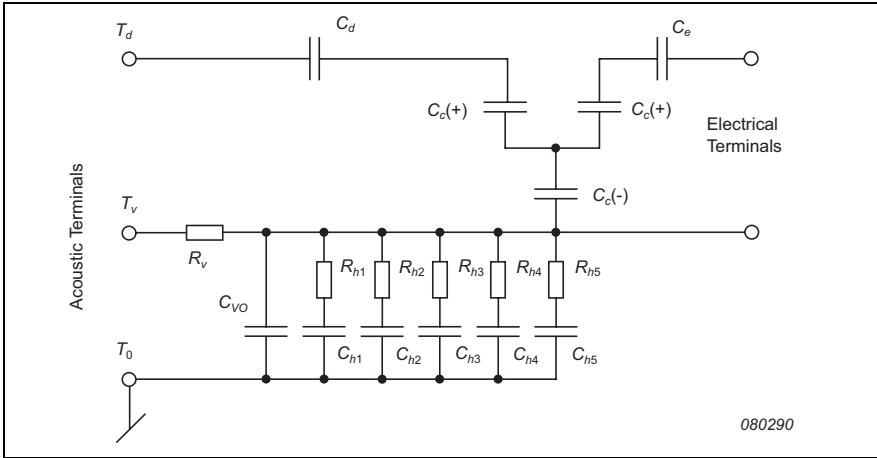 T_d
C_d
C_e
C_c(+)
C_c(+)
Electrical
Terminals
C_c(-)
Acoustic Terminals
T_v
R_v
R_h1
R_h2
R_h3
R_h4
R_h5
C_VO
C_h1
C_h2
C_h3
C_h4
C_h5
T_0
080290